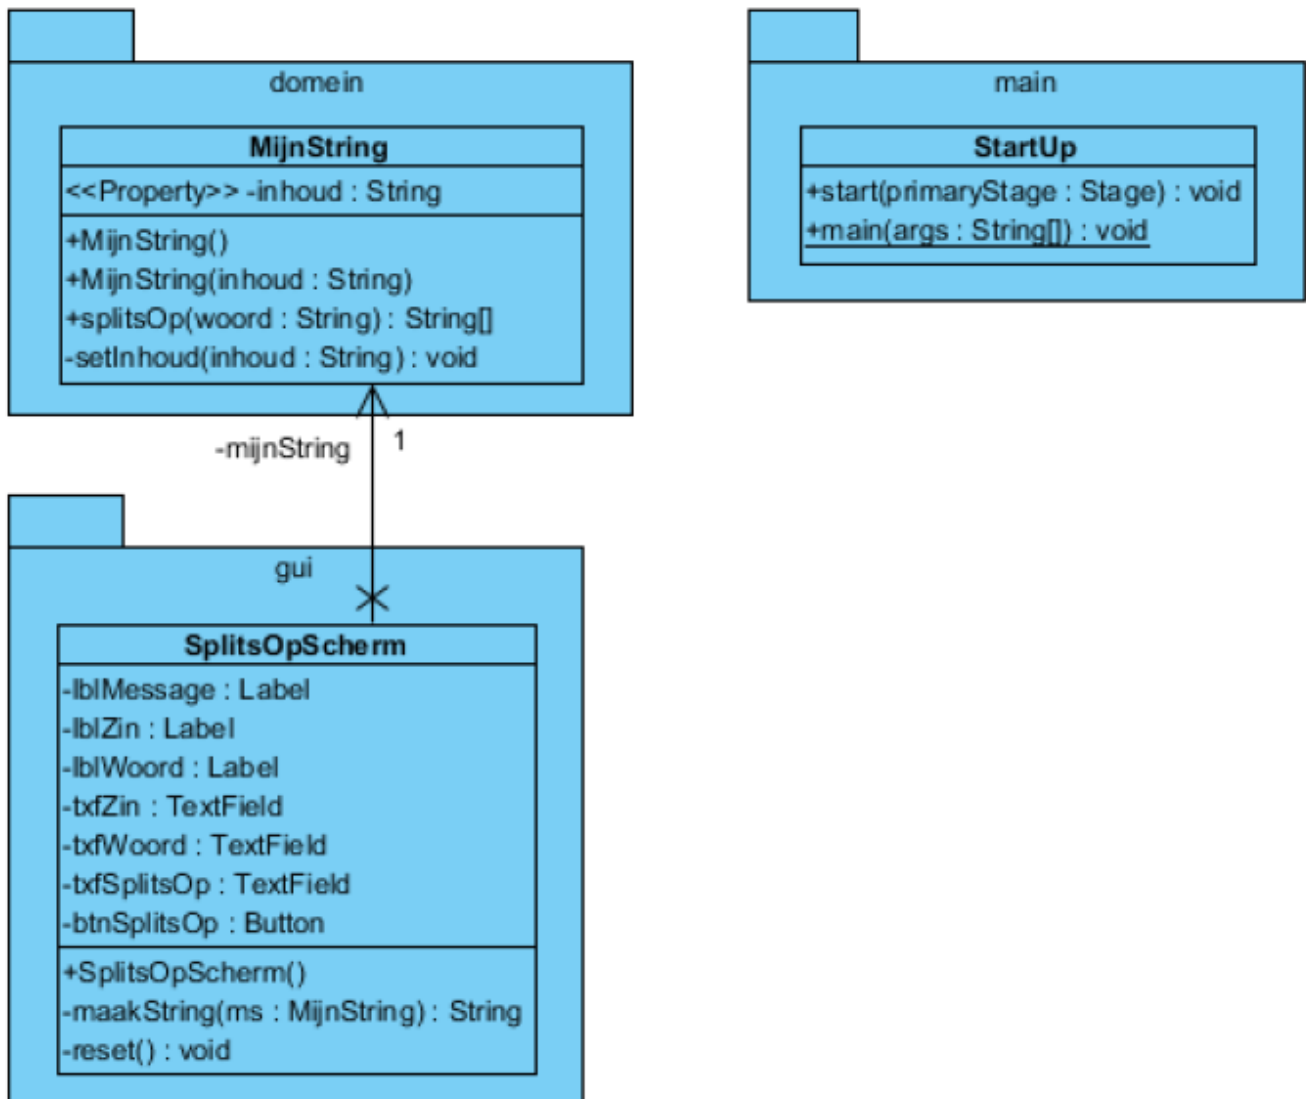 domein
MijnString
<<Property>> -inhoud : String
+MijnString()
+MijnString(inhoud : String)
+splitsOp(woord : String) : String[]
-setInhoud(inhoud : String) : void
-mijnString
1
main
StartUp
+start(primaryStage : Stage) : void
+main(args : String[]) : void
gui
SplitsOpScherm
-lblMessage : Label
-lblZin : Label
-lblWoord : Label
-txfZin : TextField
-txfWoord : TextField
-txfSplitsOp : TextField
-btnSplitsOp : Button
+SplitsOpScherm()
-maakString(ms : MijnString) : String
-reset() : void